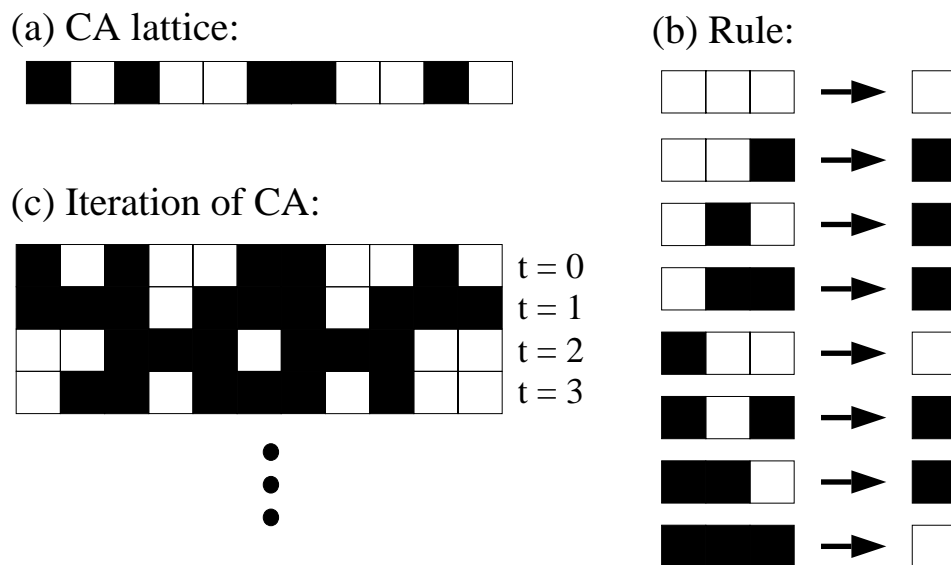 (a) CA lattice:
(b) Rule:
(c) Iteration of CA:
t = 0
t = 1
t = 2
t = 3